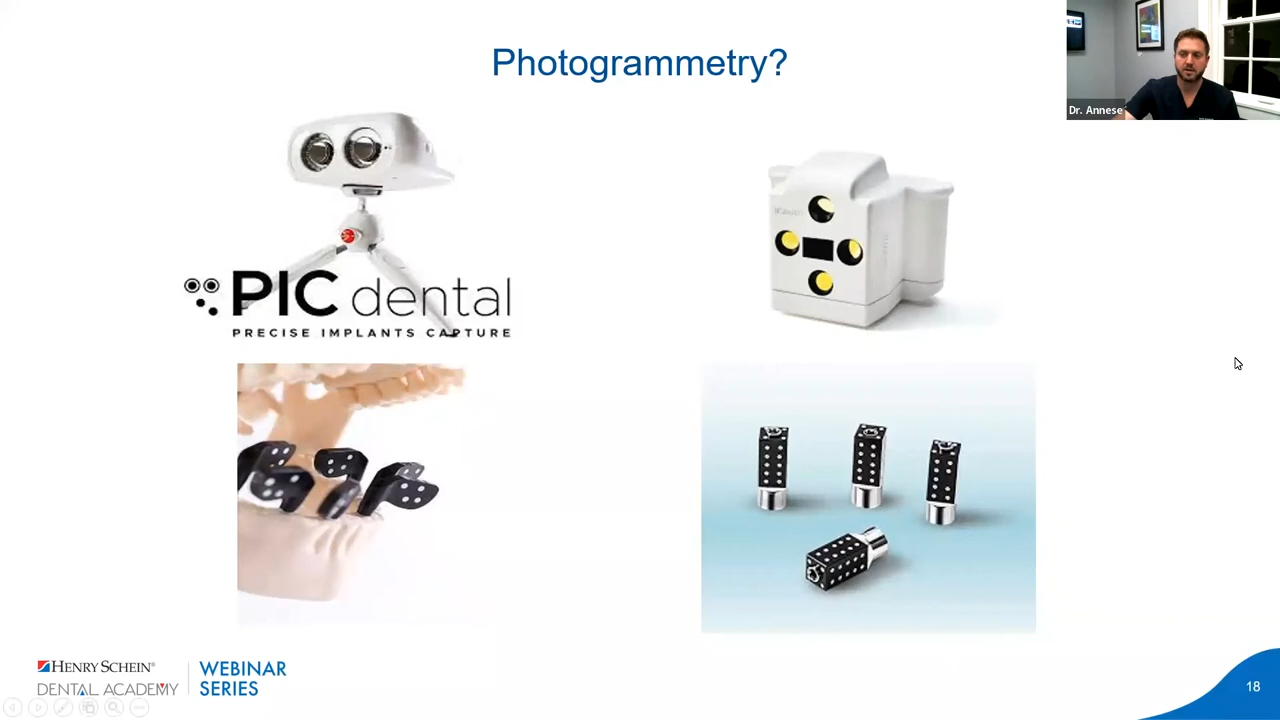 Photogrammetry?
Dr. Annese
PIC dental
PRECISE IMPLANTS CAPTURE
HENRY SCHEIN®
DENTAL ACADEMY
WEBINAR
SERIES
18